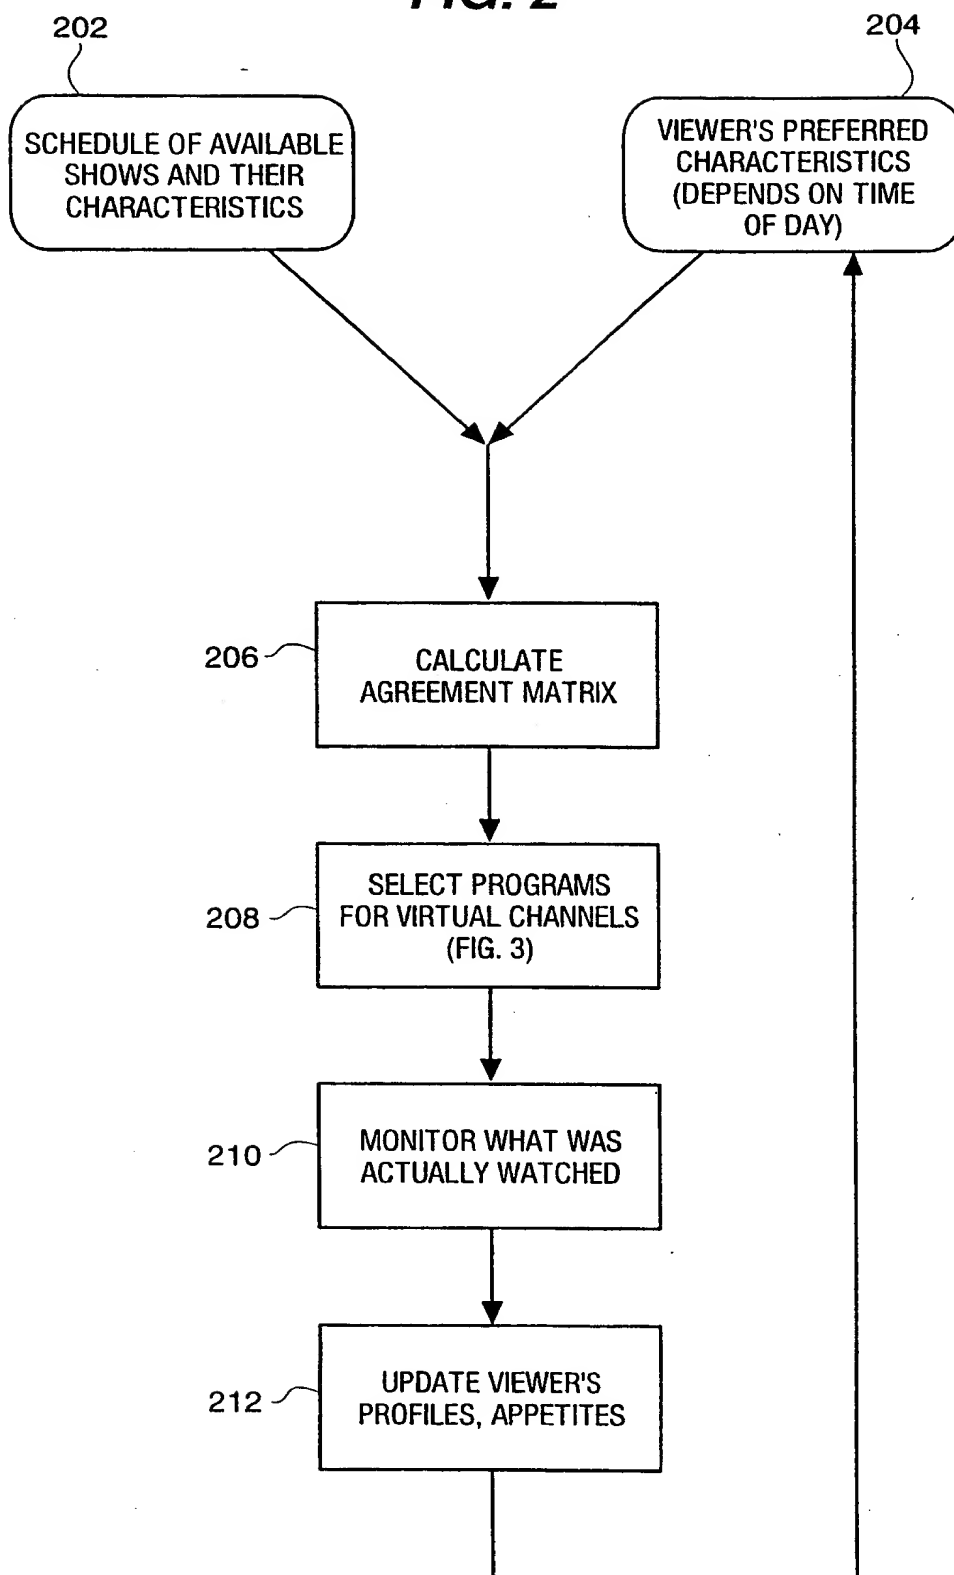 FIG. 2
202
204
SCHEDULE OF AVAILABLE
SHOWS AND THEIR
CHARACTERISTICS
VIEWER'S PREFERRED
CHARACTERISTICS
(DEPENDS ON TIME
OF DAY)
206
CALCULATE
AGREEMENT MATRIX
208
SELECT PROGRAMS
FOR VIRTUAL CHANNELS
(FIG. 3)
210
MONITOR WHAT WAS
ACTUALLY WATCHED
212
UPDATE VIEWER'S
PROFILES, APPETITES